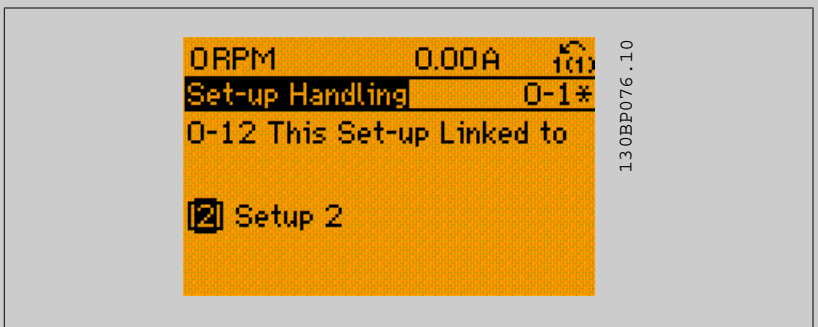 0RPM 0.00A 1(1)
Set-up Handling 0-1*
0-12 This Set-up Linked to
[2] Setup 2
130BP076.10